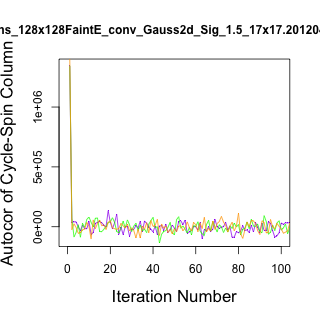 ns_128x128FaintE_conv_Gauss2d_Sig_1.5_17x17.20120
Autocor of Cycle-Spin Column
0e+00
5e+05
1e+06
0
20
40
60
80
100
Iteration Number